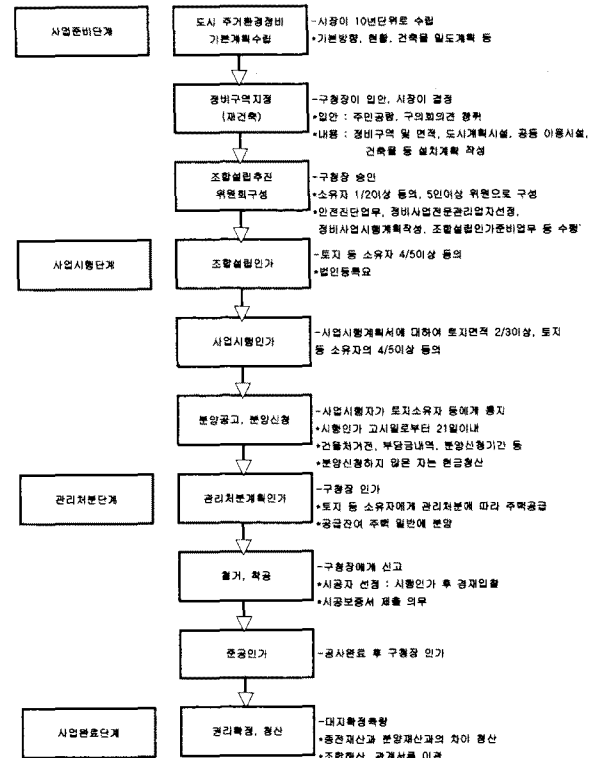 사업준비단계
도시 주거환경정비
기본계획수립
-시장이 10년단위로 수립
*기본방향, 현황, 건축물 밀도계획 등
정비구역지정
(재건축)
-구청장이 입안, 시장이 결정
*입안 : 주민공람, 구의회의견 청취
*내용 : 정비구역 및 면적, 도시계획시설, 공동 이용시설,
건축물 등 설치계획 작성
조합설립추진
위원회구성
-구청장 승인
*소유자 1/2이상 동의, 5인이상 위원으로 구성
*안전진단업무, 정비사업전문관리업자선정,
정비사업시행계획작성, 조합설립인가준비업무 등 수행
사업시행단계
조합설립인가
-토지 등 소유자 4/5이상 동의
*법인등록요
사업시행인가
-사업시행계획서에 대하여 토지면적 2/3이상, 토지
등 소유자의 4/5이상 동의
분양공고, 분양신청
-사업시행자가 토지소유자 등에게 통지
*시행인가 고시일로부터 21일이내
*건물처거전, 부담금내역, 분양신청기간 등
*분양신청하지 않은 자는 현금청산
관리처분단계
관리처분계획인가
-구청장 인가
*토지 등 소유자에게 관리처분에 따라 주택공급
*공급잔여 주택 일반에 분양
철거, 착공
-구청장에게 신고
*시공자 선정 : 시행인가 후 경쟁입찰
*시공보증서 제출 의무
준공인가
-공사완료 후 구청장 인가
사업완료단계
권리확정, 청산
-대지확정측량
*종전재산과 분양재산과의 차이 청산
*조합해산, 관계서류 이관